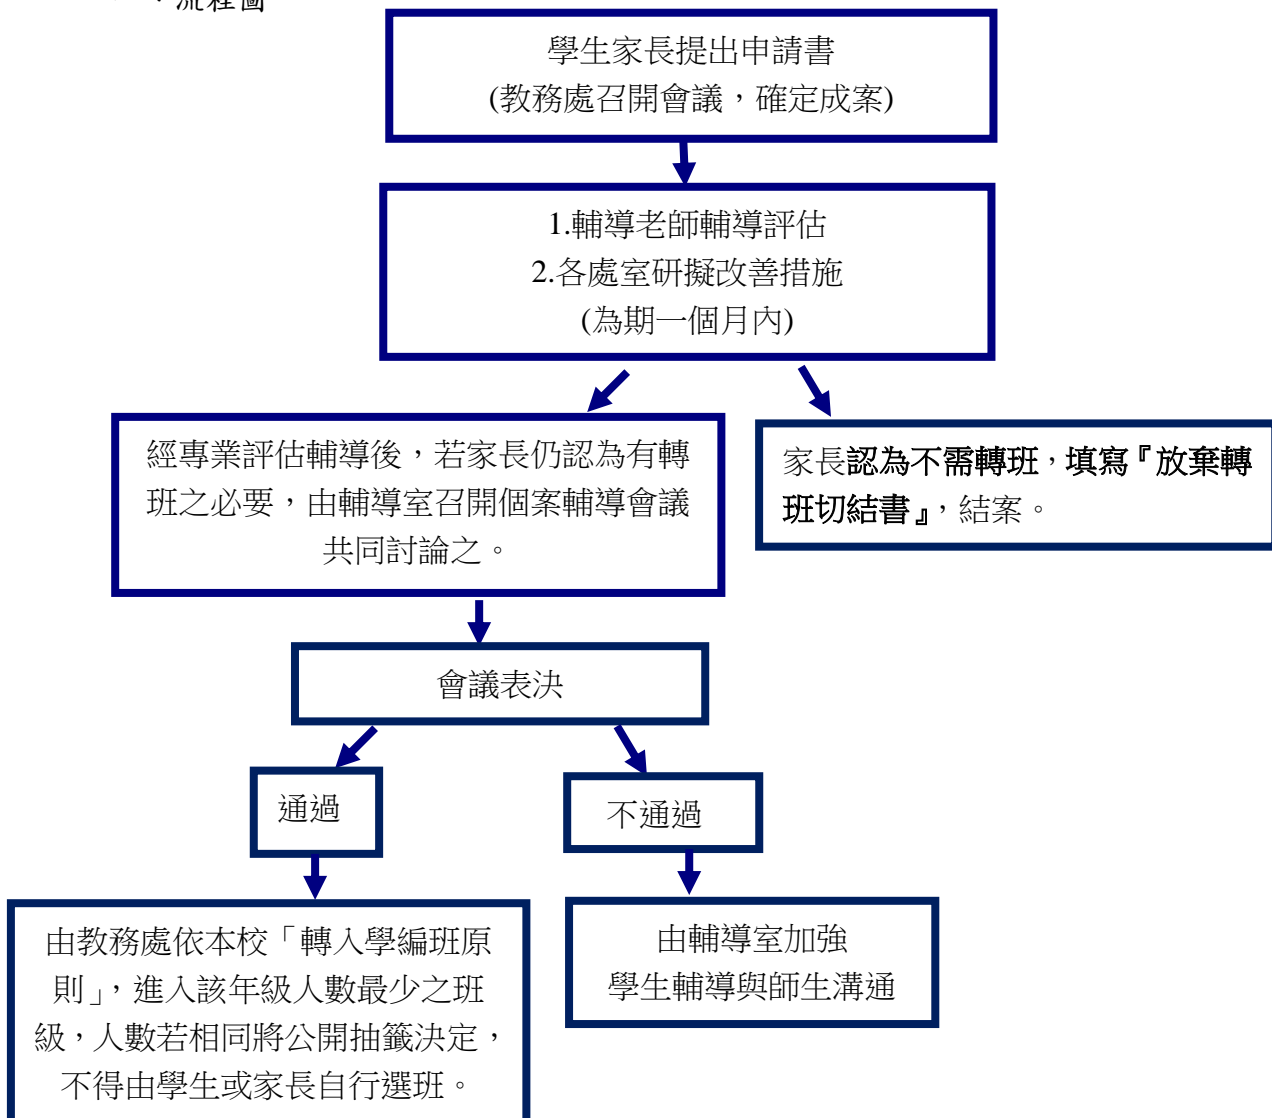 、流程圖
學生家長提出申請書
(教務處召開會議，確定成案)
1.輔導老師輔導評估
2.各處室研擬改善措施
(為期一個月內)
經專業評估輔導後，若家長仍認為有轉
班之必要，由輔導室召開個案輔導會議
共同討論之。
家長認為不需轉班，填寫『放棄轉
班切結書』，結案。
會議表決
通過
不通過
由教務處依本校「轉入學編班原
則」，進入該年級人數最少之班
級，人數若相同將公開抽籤決定，
不得由學生或家長自行選班。
由輔導室加強
學生輔導與師生溝通